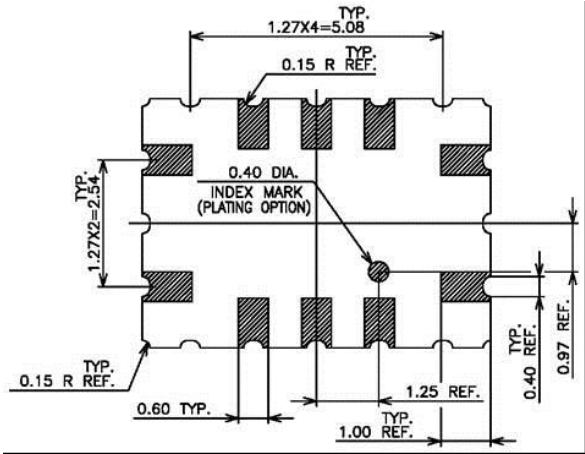 TYP.
1.27X4=5.08
0.15 R REF.
TYP.
0.40 DIA.
INDEX MARK
(PLATING OPTION)
TYP.
1.27X2=2.54
TYP.
0.15 R REF.
0.60 TYP.
1.25 REF.
TYP.
1.00 REF.
TYP.
0.40 REF.
0.97 REF.